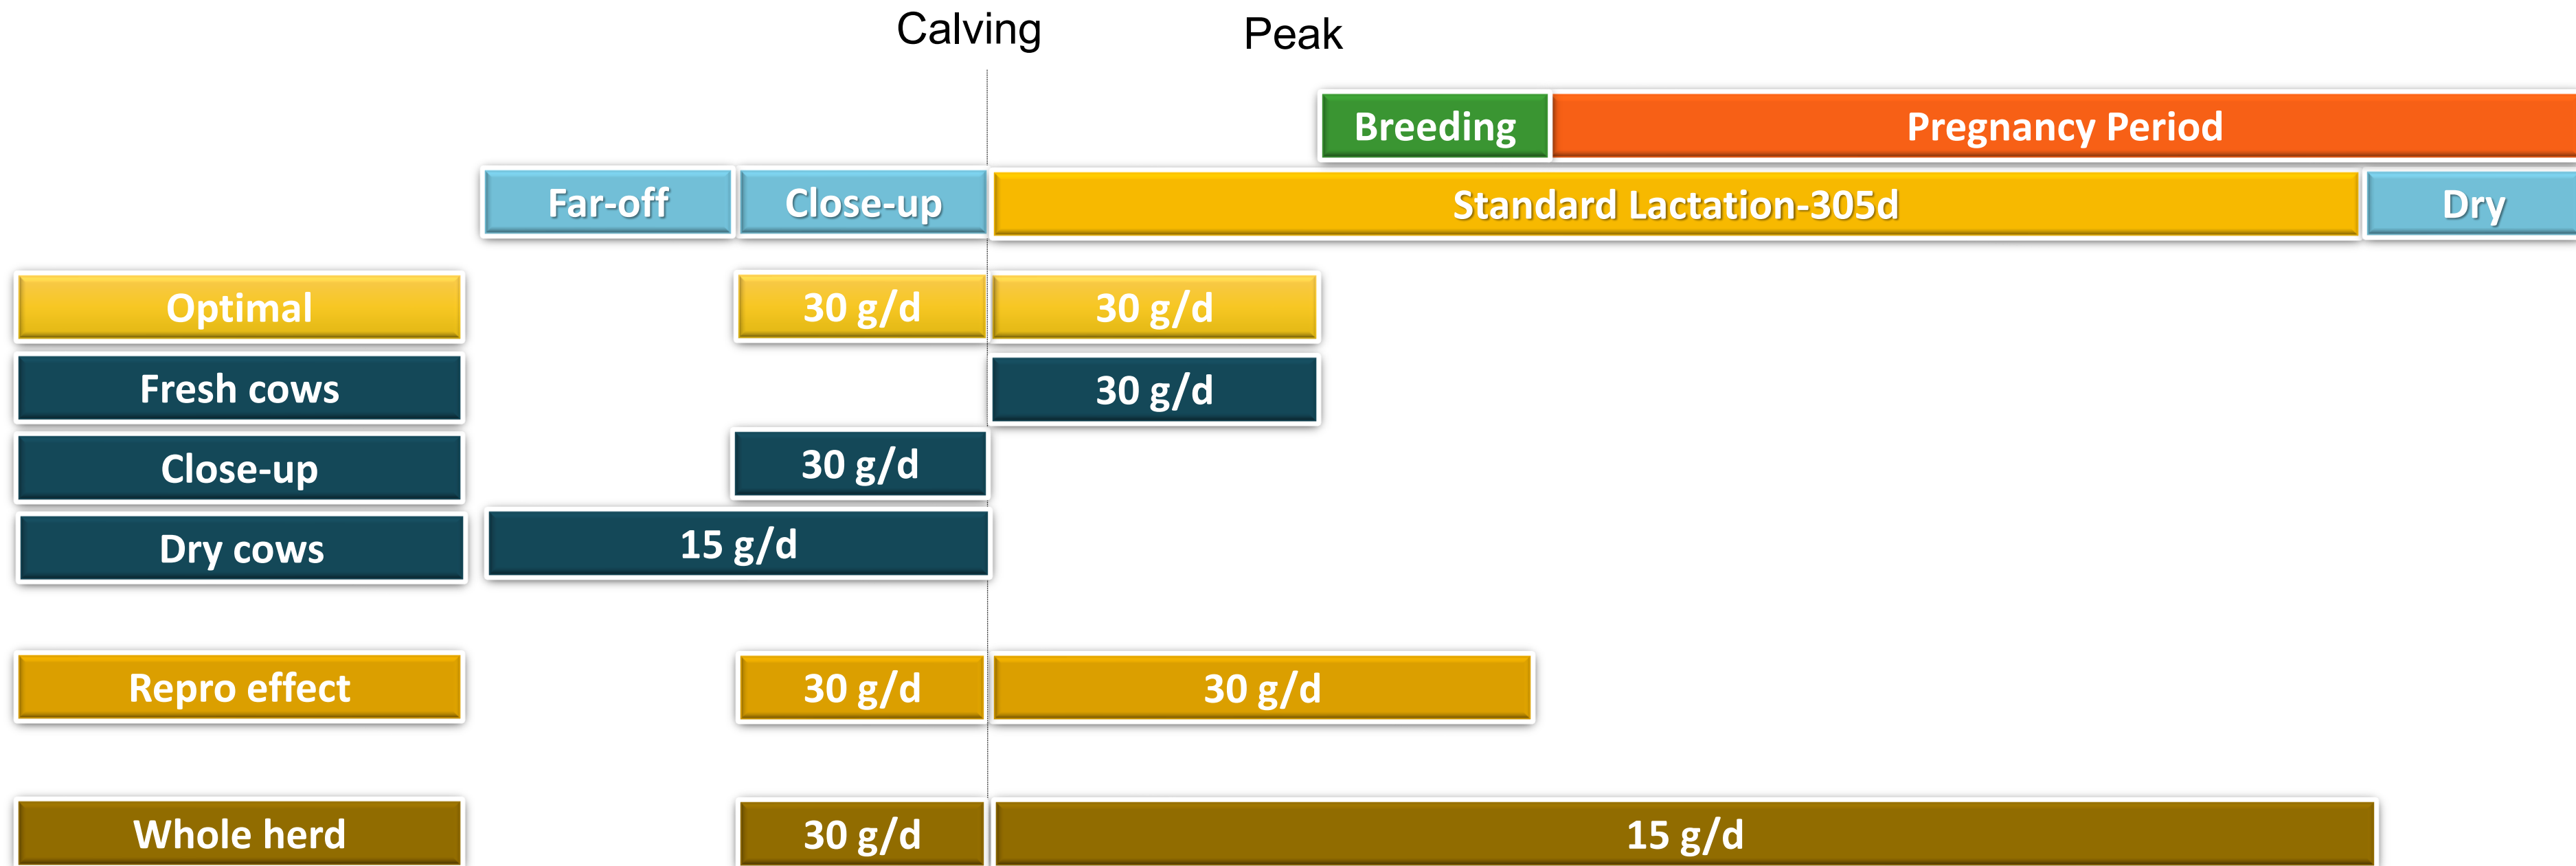 Calving
Peak
Breeding
Pregnancy Period
Far-off
Close-up
Standard Lactation-305d
Dry
Optimal
30 g/d
30 g/d
Fresh cows
30 g/d
Close-up
30 g/d
Dry cows
15 g/d
Repro effect
30 g/d
30 g/d
Whole herd
30 g/d
15 g/d